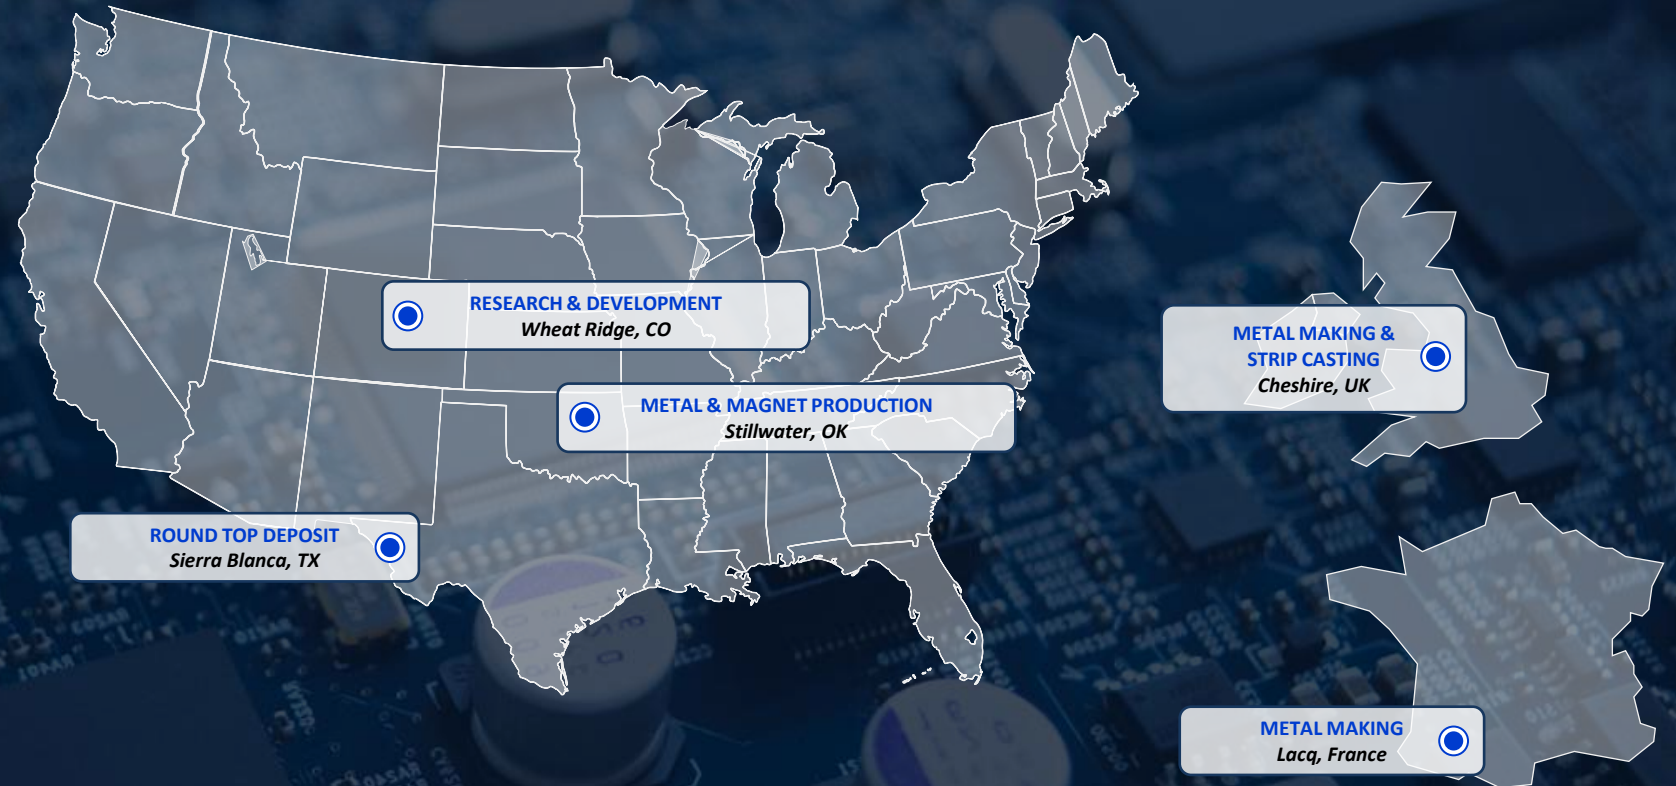 RESEARCH & DEVELOPMENT
Wheat Ridge, CO
METAL & MAGNET PRODUCTION
Stillwater, OK
ROUND TOP DEPOSIT
Sierra Blanca, TX
METAL MAKING &
STRIP CASTING
Cheshire, UK
METAL MAKING
Lacq, France